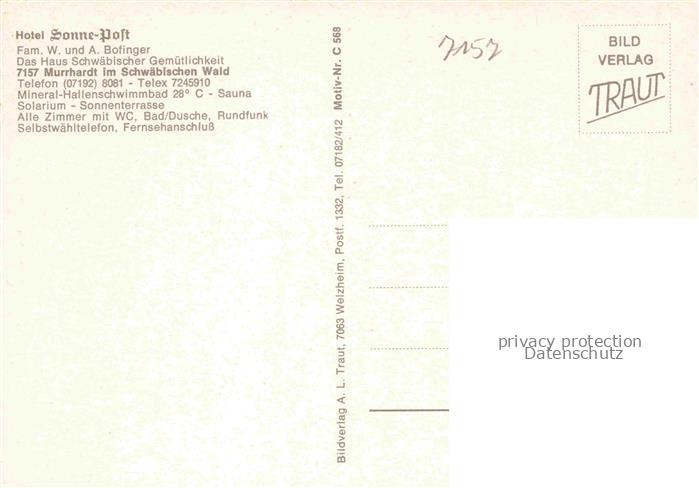 Hotel Sonne-Post
Fam. W. und A. Bofinger
Das Haus Schwäbischer Gemütlichkeit
7157 Murrhardt im Schwäbischen Wald
Telefon (07192) 8081 - Telex 7245910
Mineral-Hallenschwimmbad 28° C - Sauna
Solarium - Sonnenterrasse
Alle Zimmer mit WC, Bad/Dusche, Rundfunk
Selbstwähltelefon, Fernsehanschluß
Bildverlag A. L. Traut, 7063 Welzheim, Postf. 1332, Tel. 07182/412 Motiv-Nr. C 568
7157
BILD
VERLAG
TRAUT
privacy protection
Datenschutz